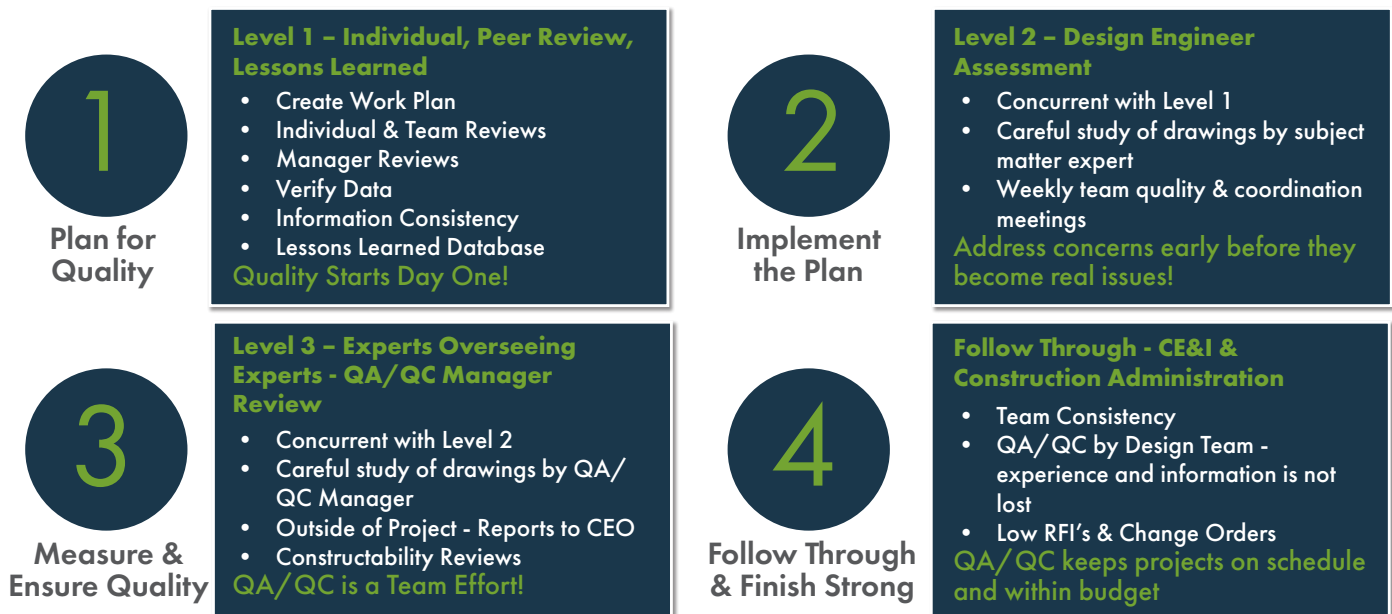 1
Plan for
Quality
Level 1 – Individual, Peer Review,
Lessons Learned
• Create Work Plan
• Individual & Team Reviews
• Manager Reviews
• Verify Data
• Information Consistency
• Lessons Learned Database
Quality Starts Day One!
2
Implement
the Plan
Level 2 – Design Engineer
Assessment
• Concurrent with Level 1
• Careful study of drawings by subject
matter expert
• Weekly team quality & coordination
meetings
Address concerns early before they
become real issues!
3
Measure &
Ensure Quality
Level 3 – Experts Overseeing
Experts - QA/QC Manager
Review
• Concurrent with Level 2
• Careful study of drawings by QA/
QC Manager
• Outside of Project - Reports to CEO
• Constructability Reviews
QA/QC is a Team Effort!
4
Follow Through
& Finish Strong
Follow Through - CE&I &
Construction Administration
• Team Consistency
• QA/QC by Design Team -
experience and information is not
lost
• Low RFI's & Change Orders
QA/QC keeps projects on schedule
and within budget